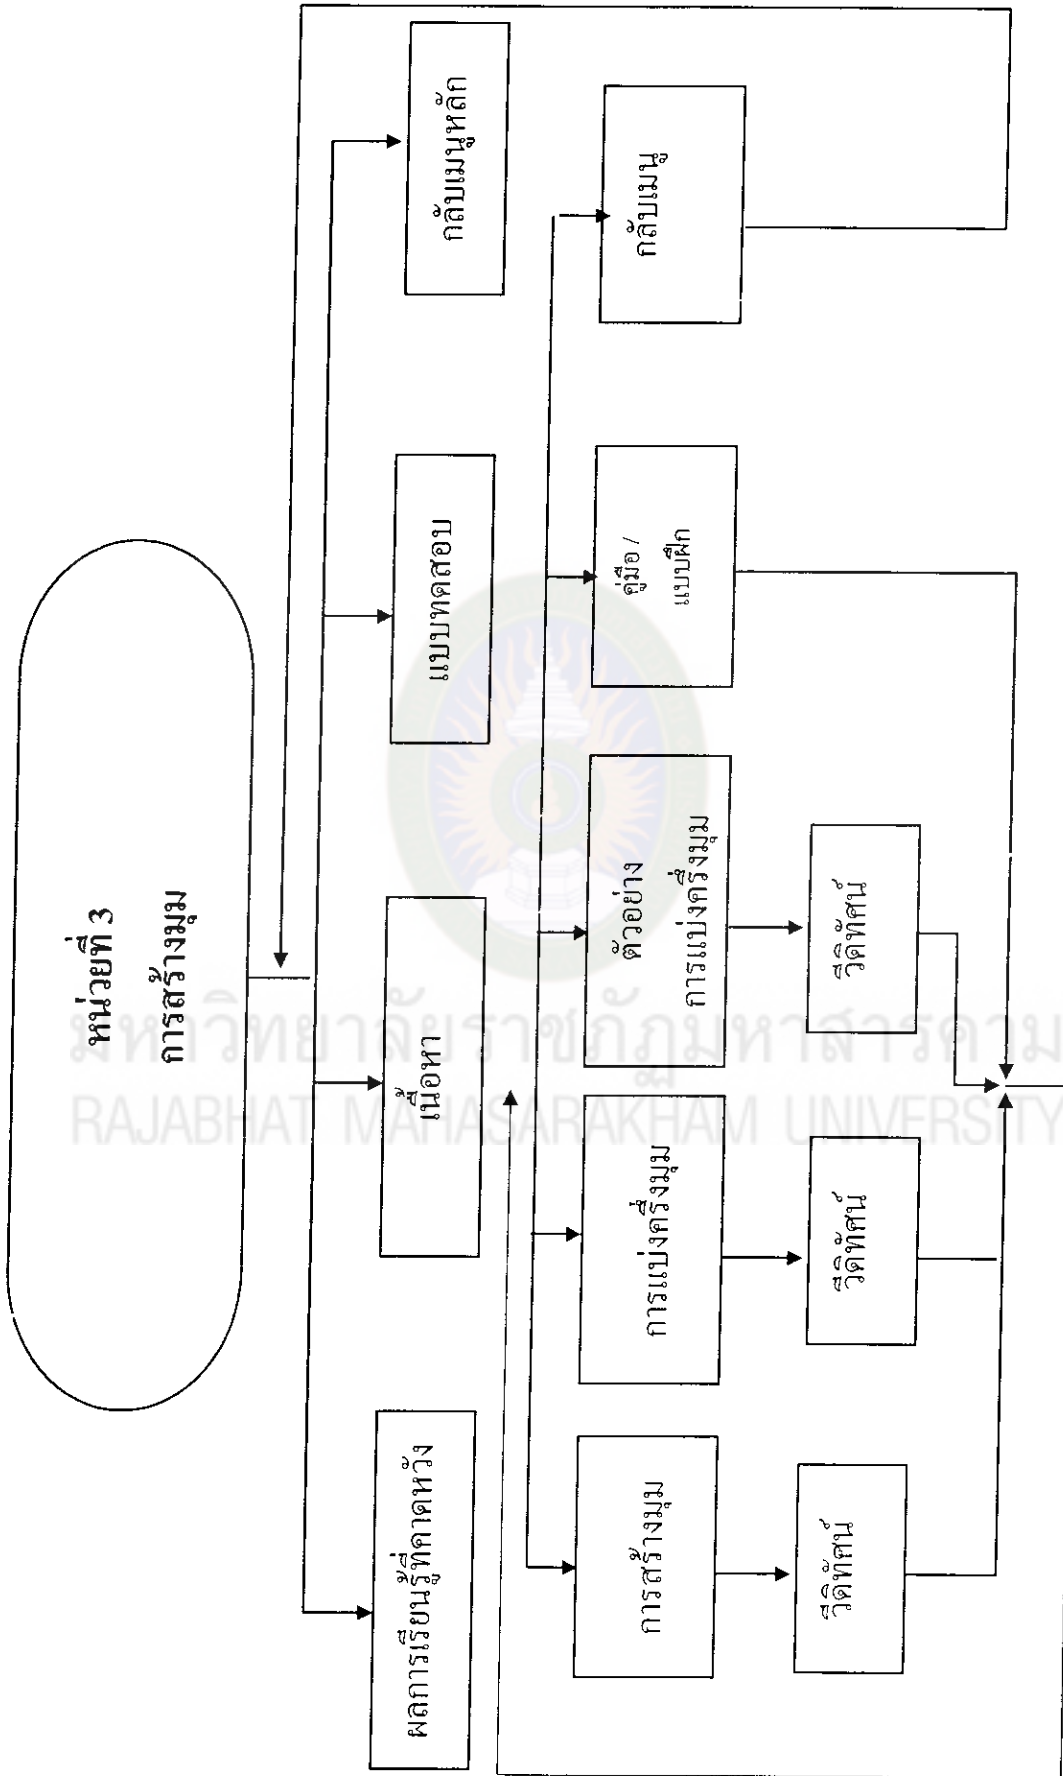 หน่วยที่ 3
การสร้างมุม
ผลการเรียนรู้ที่คาดหวัง
เนื้อหา
แบบทดสอบ
กลับเมนูหลัก
การสร้างมุม
การแบ่งครึ่งมุม
ตัวอย่าง
การแบ่งครึ่งมุม
คู่มือ /
แบบฝึก
กลับเมนู
วีดิทัศน์
วีดิทัศน์
วีดิทัศน์
มหาวิทยาลัยราชภัฏมหาสารคาม
RAJABHAT MAHASARAKHAM UNIVERSITY